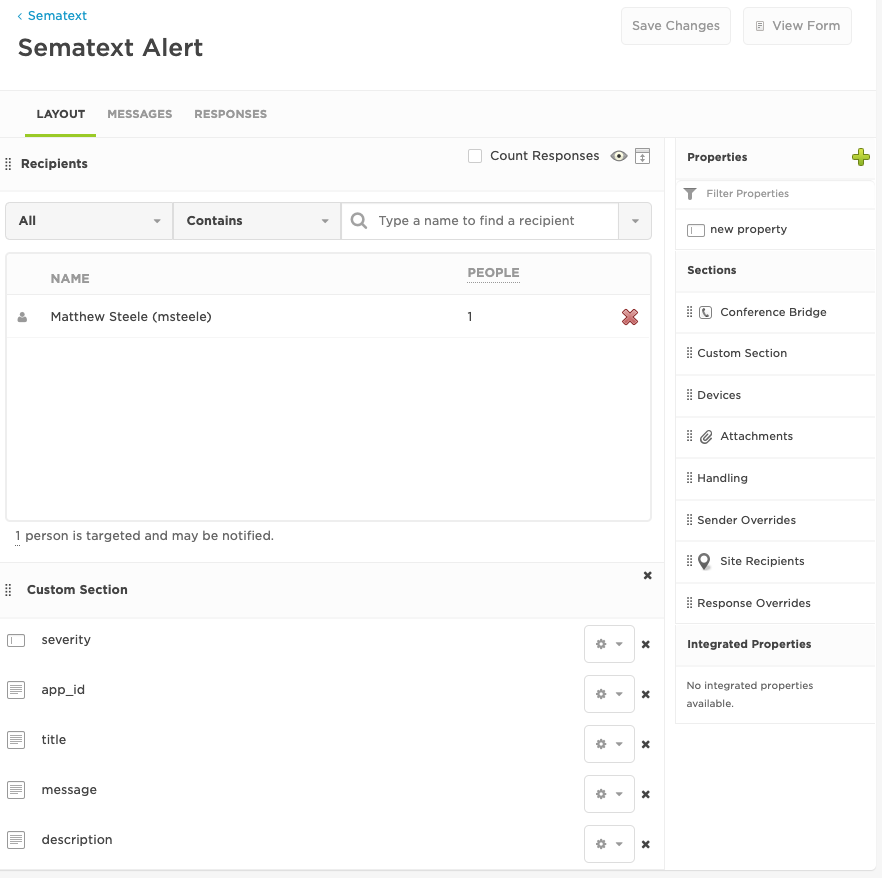 ‹ Sematext
Sematext Alert
Save Changes
View Form
LAYOUT MESSAGES RESPONSES
Recipients
Count Responses
All
Contains
Type a name to find a recipient
NAME PEOPLE
Matthew Steele (msteele) 1
1 person is targeted and may be notified.
Custom Section
severity
app_id
title
message
description
Properties
Filter Properties
new property
Sections
Conference Bridge
Custom Section
Devices
Attachments
Handling
Sender Overrides
Site Recipients
Response Overrides
Integrated Properties
No integrated properties
available.